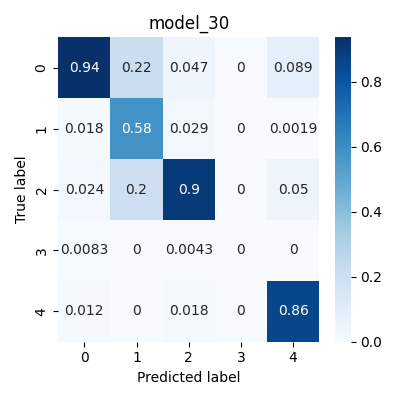 model_30
0 0.94 0.22 0.047 0 0.089
1 0.018 0.58 0.029 0 0.0019
2 0.024 0.2 0.9 0 0.05
3 0.0083 0 0.0043 0 0
4 0.012 0 0.018 0 0.86
0 1 2 3 4
True label
Predicted label
0.8
0.6
0.4
0.2
0.0